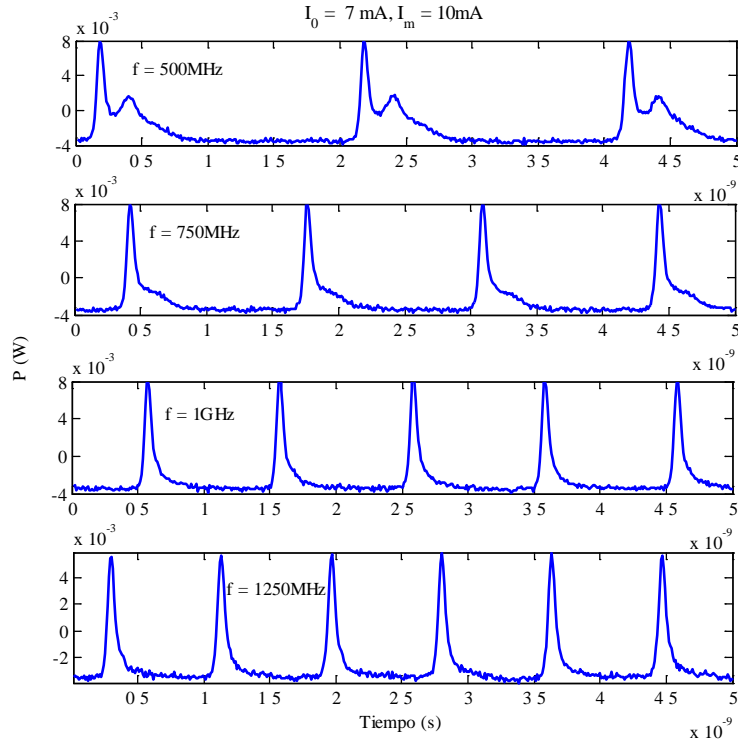 I_0 = 7 mA, I_m = 10mA
x 10^-3
8
4
0
-4
f = 500MHz
0 0 5 1 1 5 2 2 5 3 3 5 4 4 5 5
x 10^-9
x 10^-3
8
4
0
-4
f = 750MHz
0 0 5 1 1 5 2 2 5 3 3 5 4 4 5 5
x 10^-9
P (W)
x 10^-3
8
4
0
-4
f = 1GHz
0 0 5 1 1 5 2 2 5 3 3 5 4 4 5 5
x 10^-9
x 10^-3
4
2
0
-2
f = 1250MHz
0 5 1 1 5 2 2 5 3 3 5 4 4 5 5
Tiempo (s)
x 10^-9